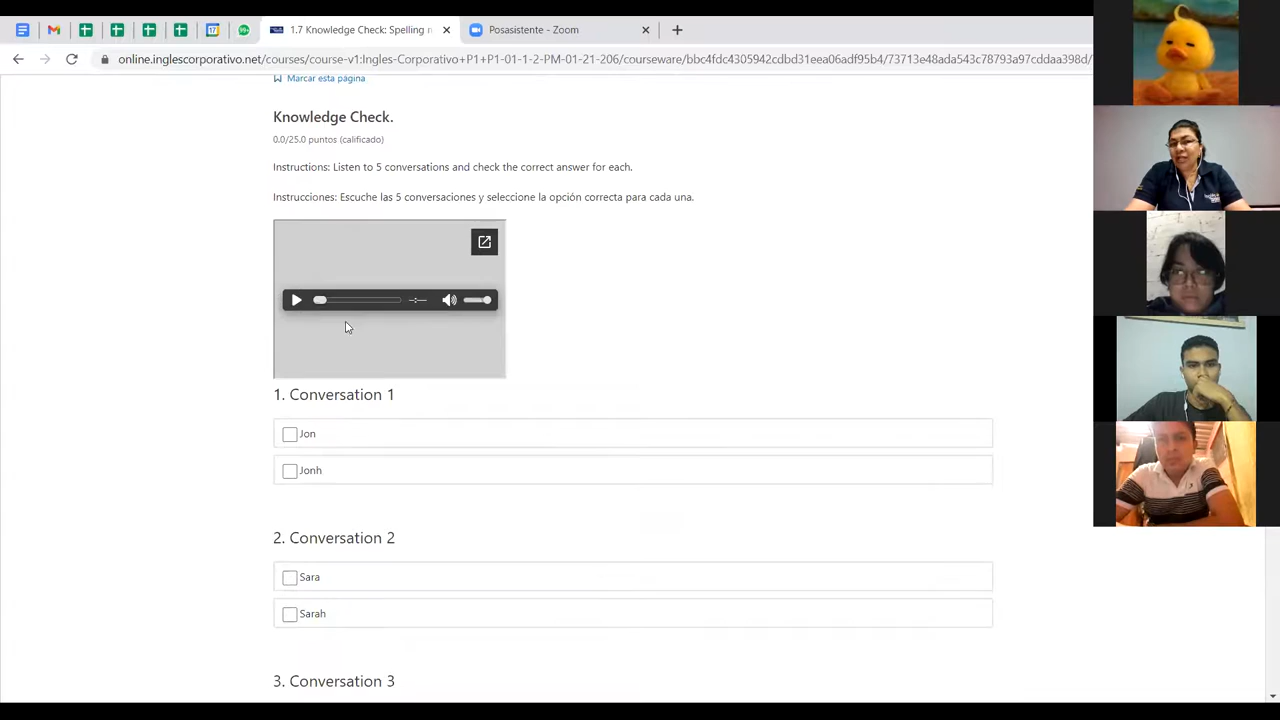 1.7 Knowledge Check: Spelling n
Posasistente - Zoom
online.inglescorporativo.net/courses/course-v1:Ingles-Corporativo+P1+P1-01-1-2-PM-01-21-206/courseware/bbc4fdc4305942cdbd31eea06adf95b4/73713e48ada543c78793a97cddaa398d/
Marcar esta página
Knowledge Check.
0.0/25.0 puntos (calificado)
Instructions: Listen to 5 conversations and check the correct answer for each.
Instrucciones: Escuche las 5 conversaciones y seleccione la opción correcta para cada una.
-:--
1. Conversation 1
Jon
Jonh
2. Conversation 2
Sara
Sarah
3. Conversation 3